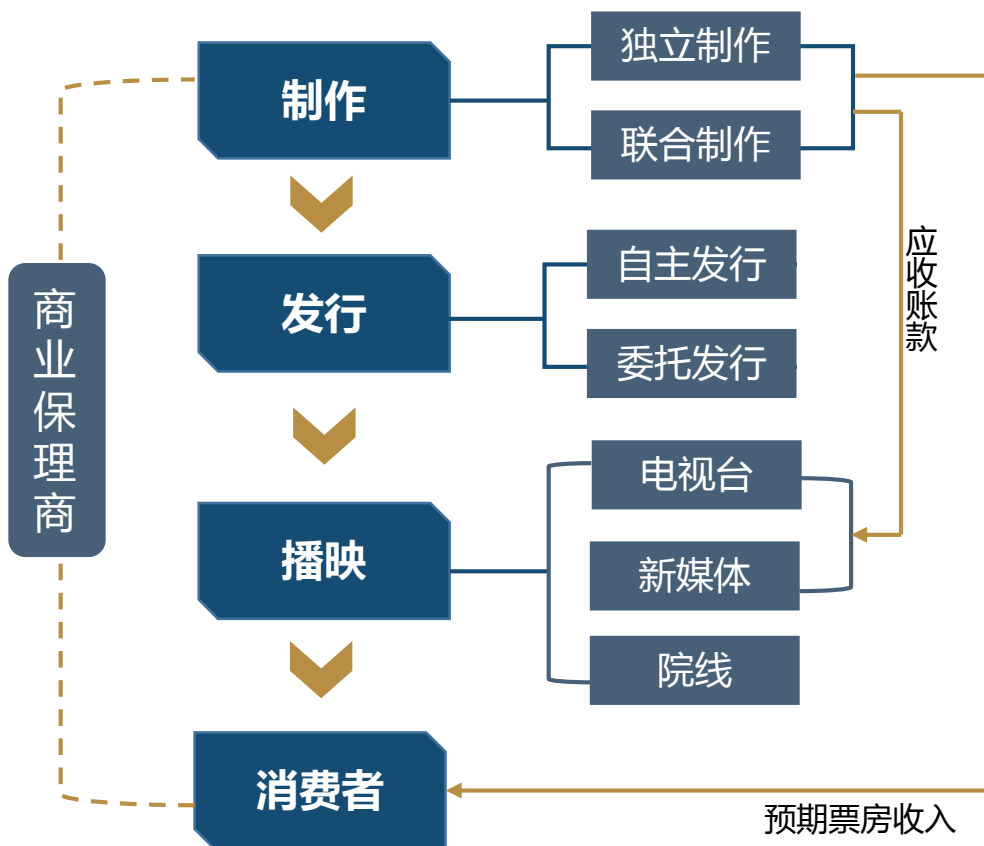 制作
独立制作
联合制作
应收账款
发行
自主发行
委托发行
商业保理商
播映
电视台
新媒体
院线
消费者
预期票房收入